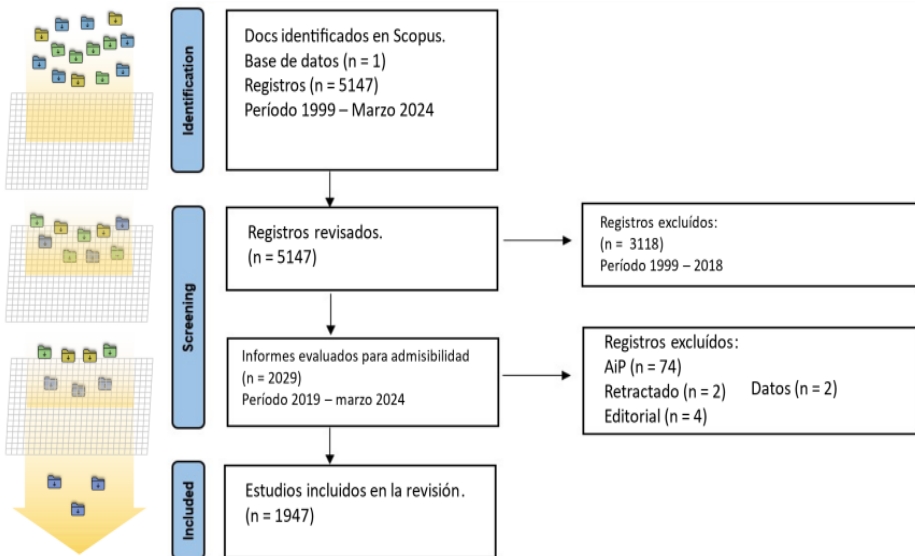 Identification
Docs identificados en Scopus.
Base de datos (n = 1)
Registros (n = 5147)
Período 1999 – Marzo 2024
Screening
Registros revisados.
(n = 5147)
Registros excluídos:
(n =  3118)
Período 1999 – 2018
Informes evaluados para admisibilidad
(n = 2029)
Período 2019 – marzo 2024
Registros excluídos:
AiP (n = 74)
Retractado (n = 2) Datos (n = 2)
Editorial (n = 4)
Included
Estudios incluidos en la revisión.
(n = 1947)